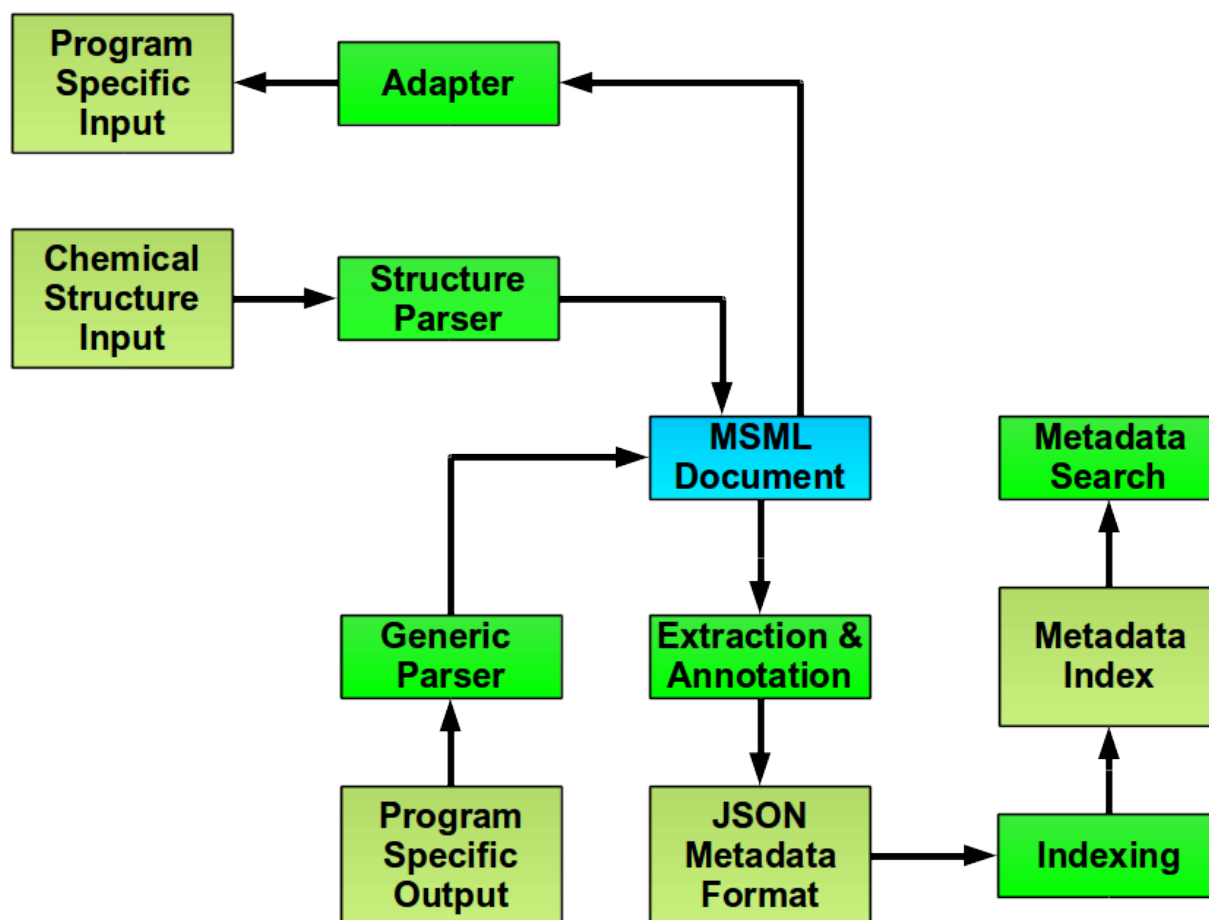 Program
Specific
Input
Adapter
Chemical
Structure
Input
Structure
Parser
MSML
Document
Metadata
Search
Generic
Parser
Extraction &
Annotation
Metadata
Index
Program
Specific
Output
JSON
Metadata
Format
Indexing